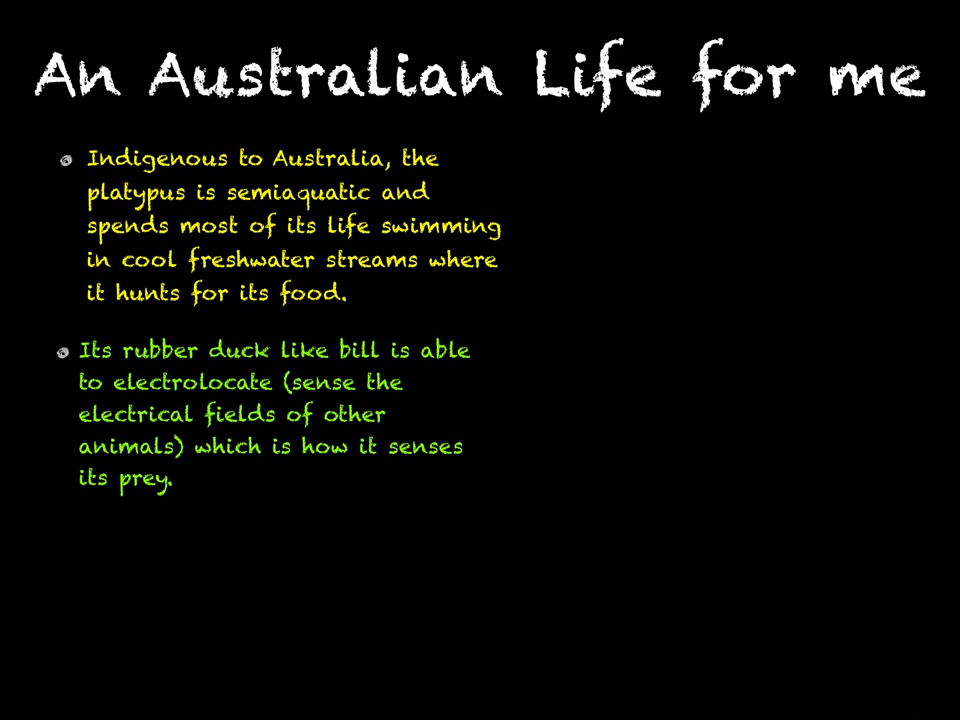 An Australian Life for me
Indigenous to Australia, the
platypus is semiaquatic and
spends most of its life swimming
in cool freshwater streams where
it hunts for its food.
Its rubber duck like bill is able
to electrolocate (sense the
electrical fields of other
animals) which is how it senses
its prey.